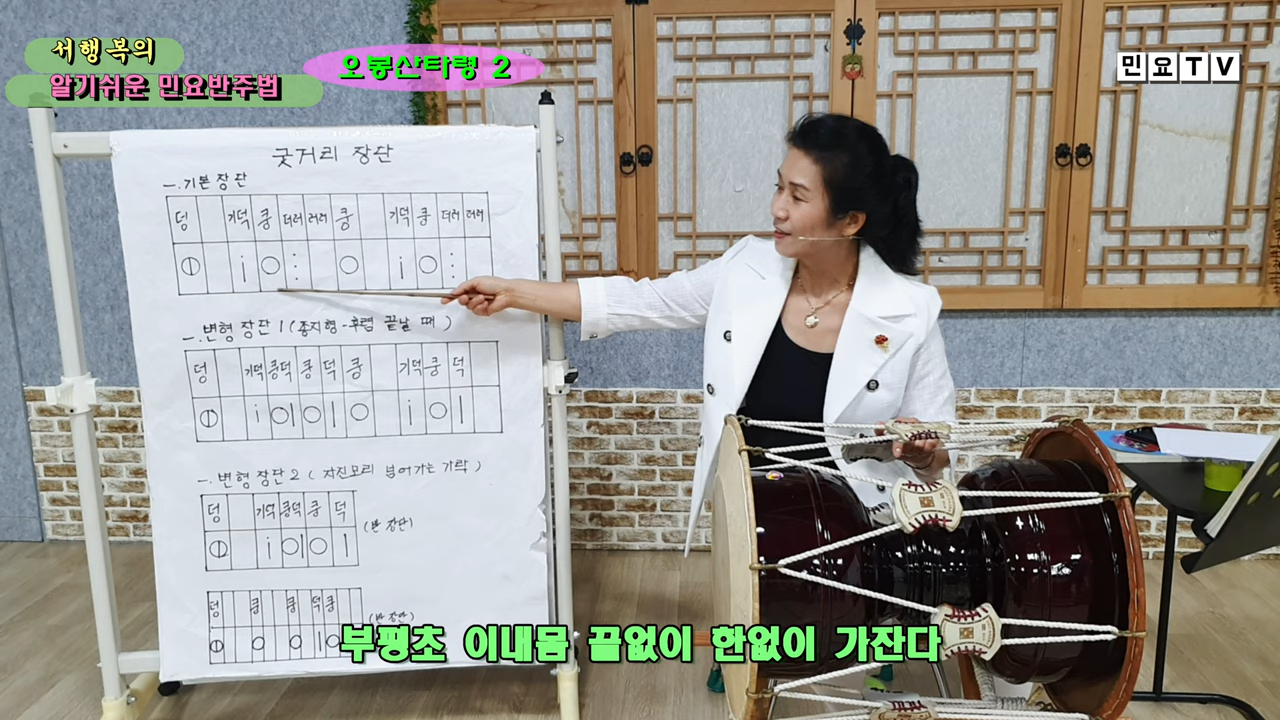 서행복의
알기쉬운 민요반주법
오봉산타령 2
민요TV
굿거리 장단
一. 기본 장단
덩 기덕 쿵 더러 러러 쿵 기덕 쿵 더러 러러
一. 변형 장단 1 (종지형-후렴 끝날 때)
덩 기덕 쿵덕 쿵 덕 쿵 기덕 쿵 덕
一. 변형 장단 2 (자진모리 넘어가는 가락)
덩 기덕 쿵덕 쿵 덕
(반 장단)
덩 쿵 쿵 덕 쿵
(반 장단)
부평초 이내몸 끝없이 한없이 가잔다